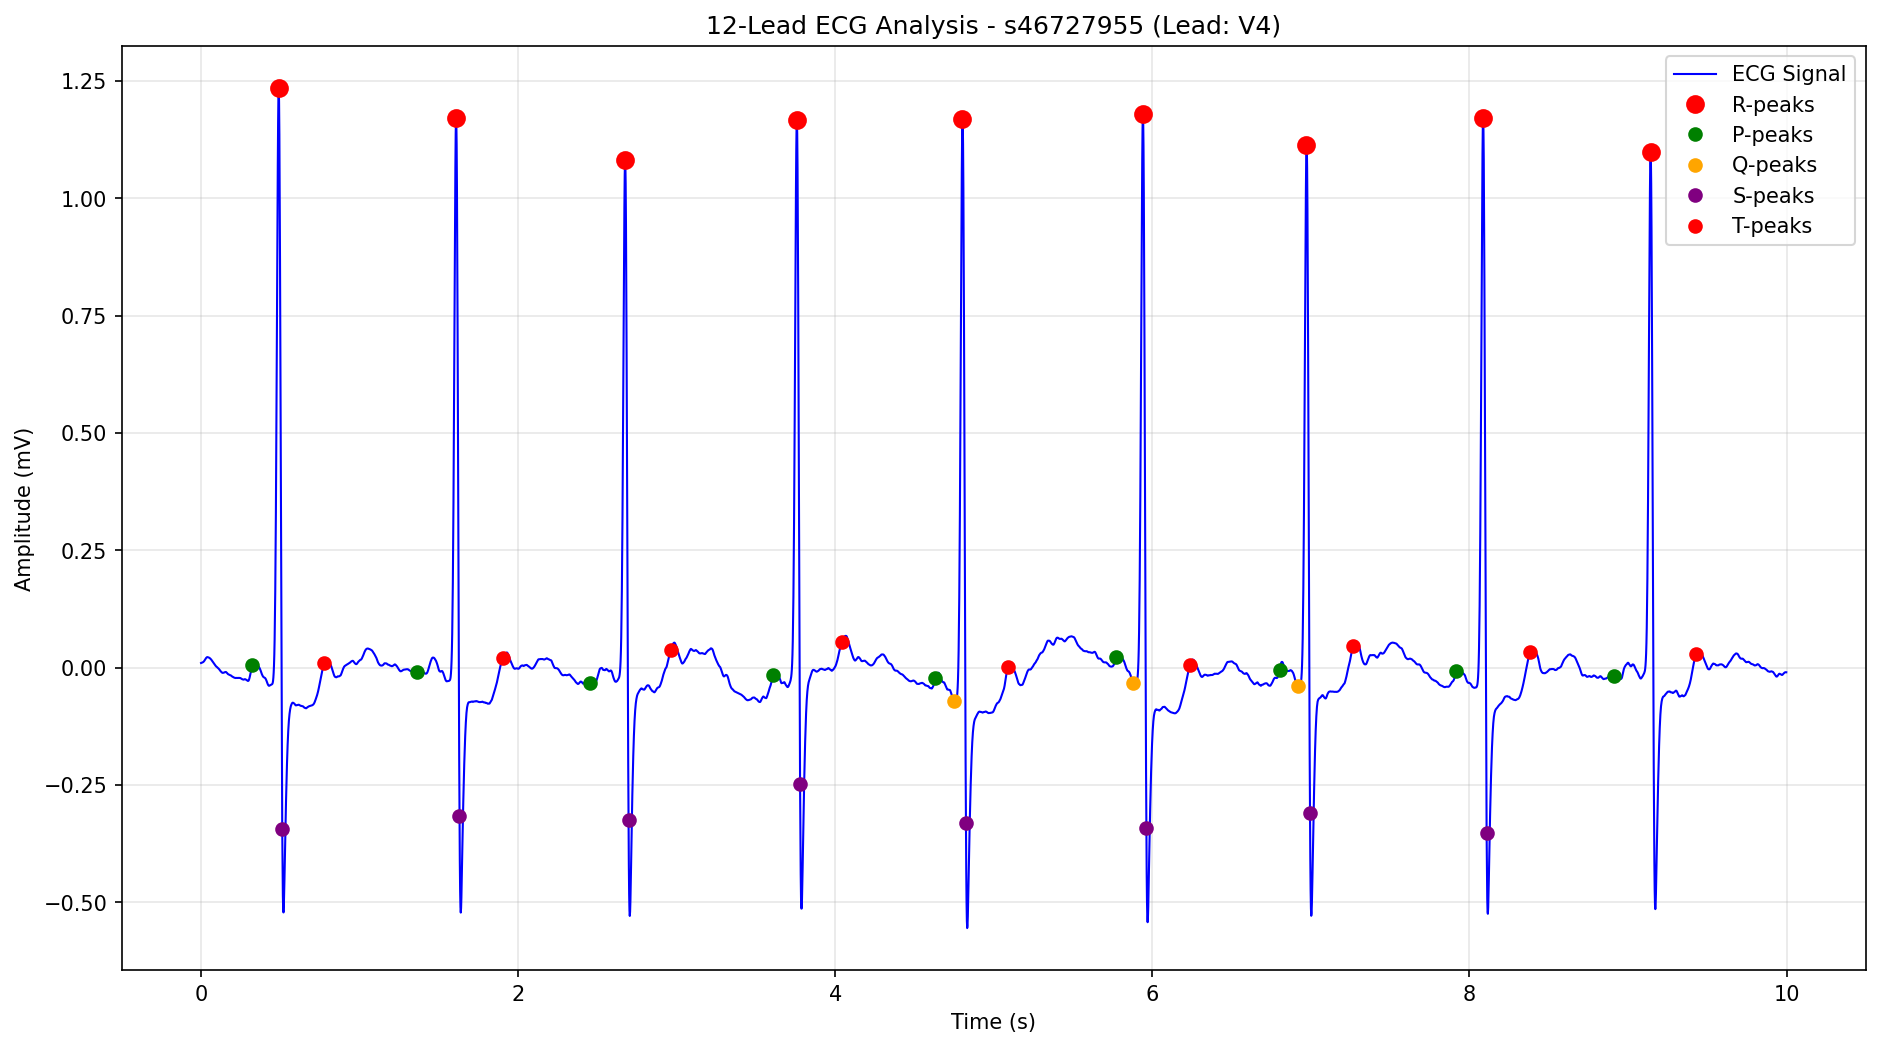 12-Lead ECG Analysis - s46727955 (Lead: V4)
ECG Signal
R-peaks
P-peaks
Q-peaks
S-peaks
T-peaks
Amplitude (mV)
1.25
1.00
0.75
0.50
0.25
0.00
−0.25
−0.50
0 2 4 6 8 10
Time (s)